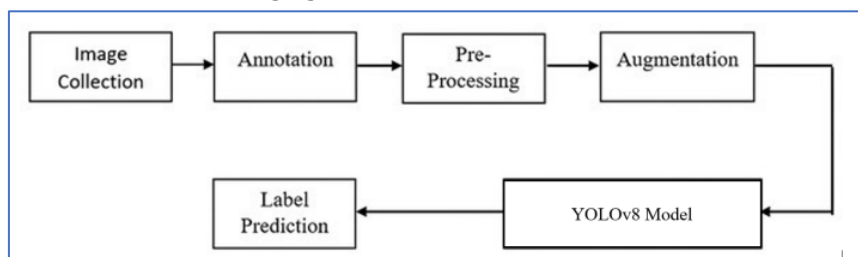 Image
Collection
Annotation
Pre-
Processing
Augmentation
Label
Prediction
YOLOv8 Model